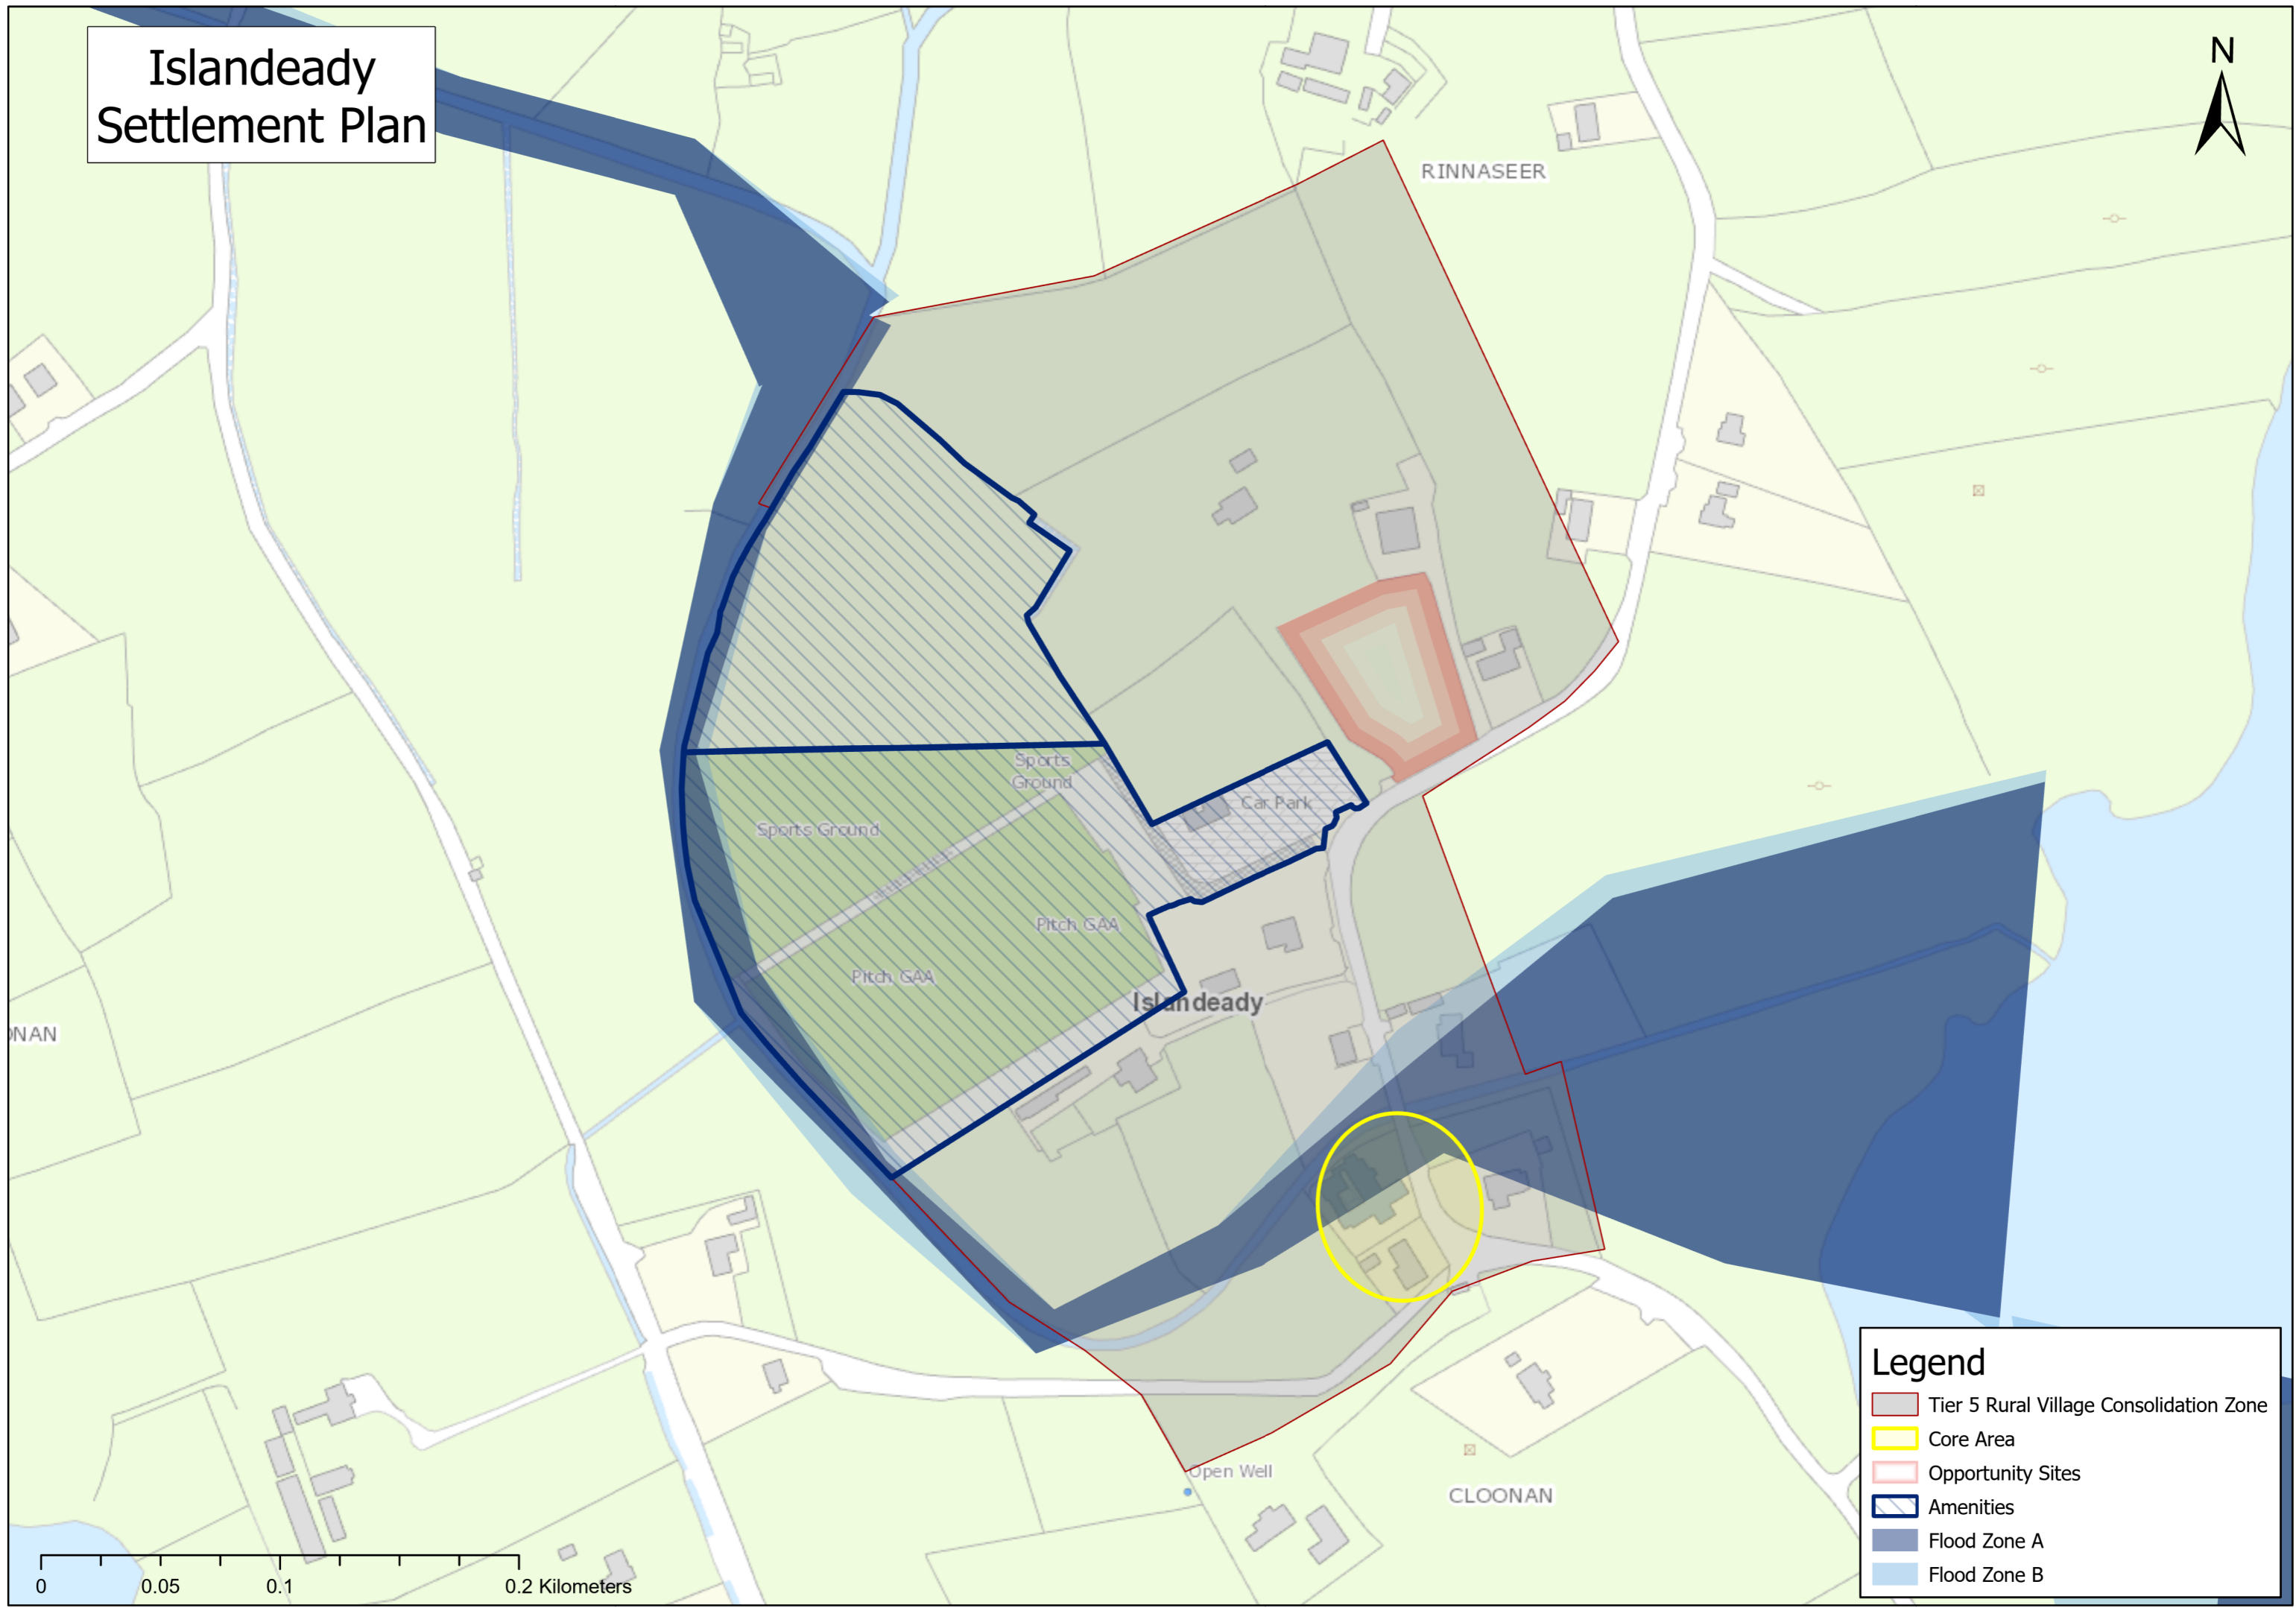 Islandeady
Settlement Plan
N
RINNASEER
Sports
Ground
Car Park
Sports Ground
Pitch GAA
Pitch GAA
Islandeady
ONAN
Open Well
CLOONAN
Legend
Tier 5 Rural Village Consolidation Zone
Core Area
Opportunity Sites
Amenities
Flood Zone A
Flood Zone B
0 0.05 0.1 0.2 Kilometers